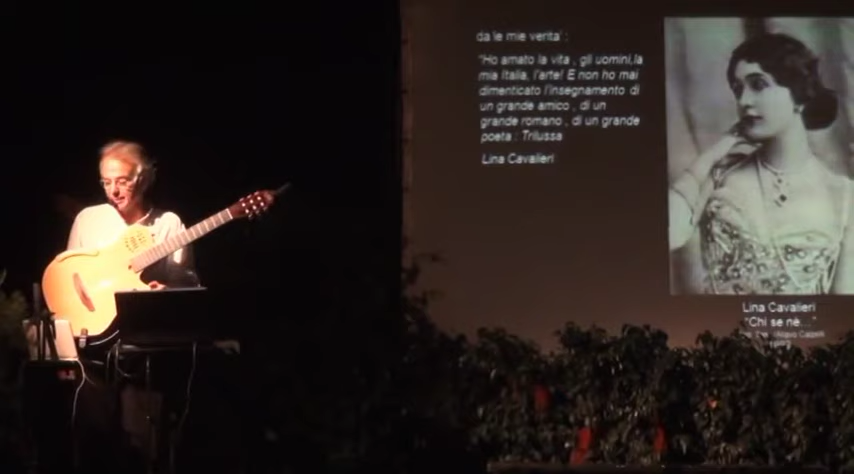 da le mie verita' :
"Ho amato la vita , gli uomini,la
mia Italia, l'arte! E non ho mai
dimenticato l'insegnamento di
un grande amico , di un
grande romano , di un grande
poeta : Trilussa
Lina Cavalieri
Lina Cavalieri
"Chi se nè..."